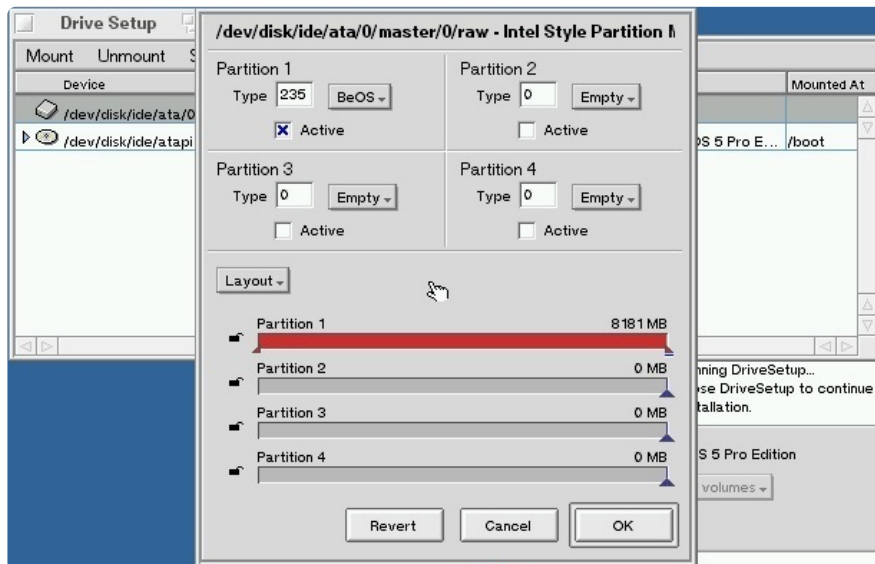 Drive Setup
Mount Unmount S
Device
/dev/disk/ide/ata/0
/dev/disk/ide/atapi
/dev/disk/ide/ata/0/master/0/raw - Intel Style Partition M
Partition 1
Type 235 BeOS
Active
Partition 2
Type 0 Empty
Active
Partition 3
Type 0 Empty
Active
Partition 4
Type 0 Empty
Active
Layout
Partition 1 8181 MB
Partition 2 0 MB
Partition 3 0 MB
Partition 4 0 MB
Revert Cancel OK
Mounted At
OS 5 Pro E... /boot
nning DriveSetup...
ose DriveSetup to continue
tallation.
S 5 Pro Edition
volumes